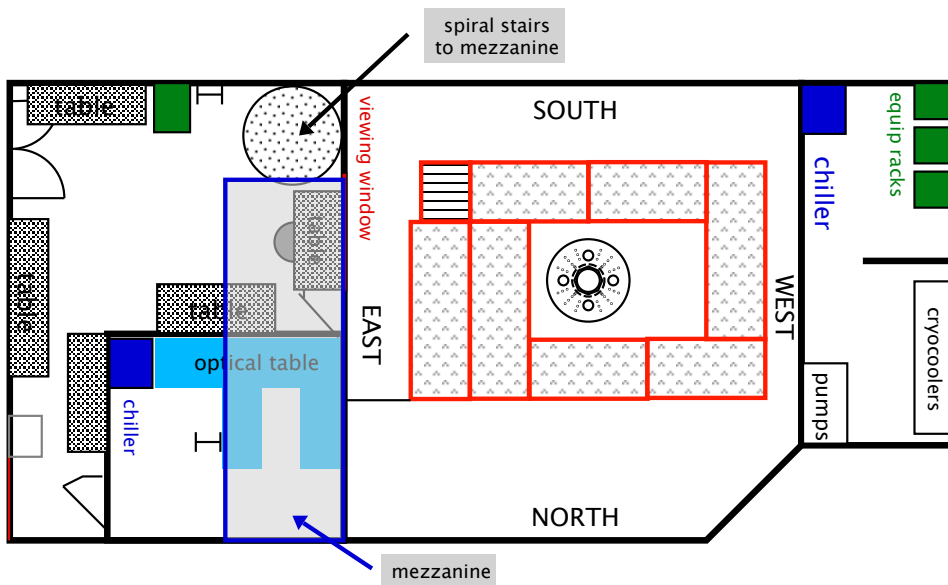 spiral stairs
to mezzanine
table
viewing window
SOUTH
equip racks
chiller
table
table
table
EAST
WEST
optical table
cryocoolers
pumps
chiller
NORTH
mezzanine